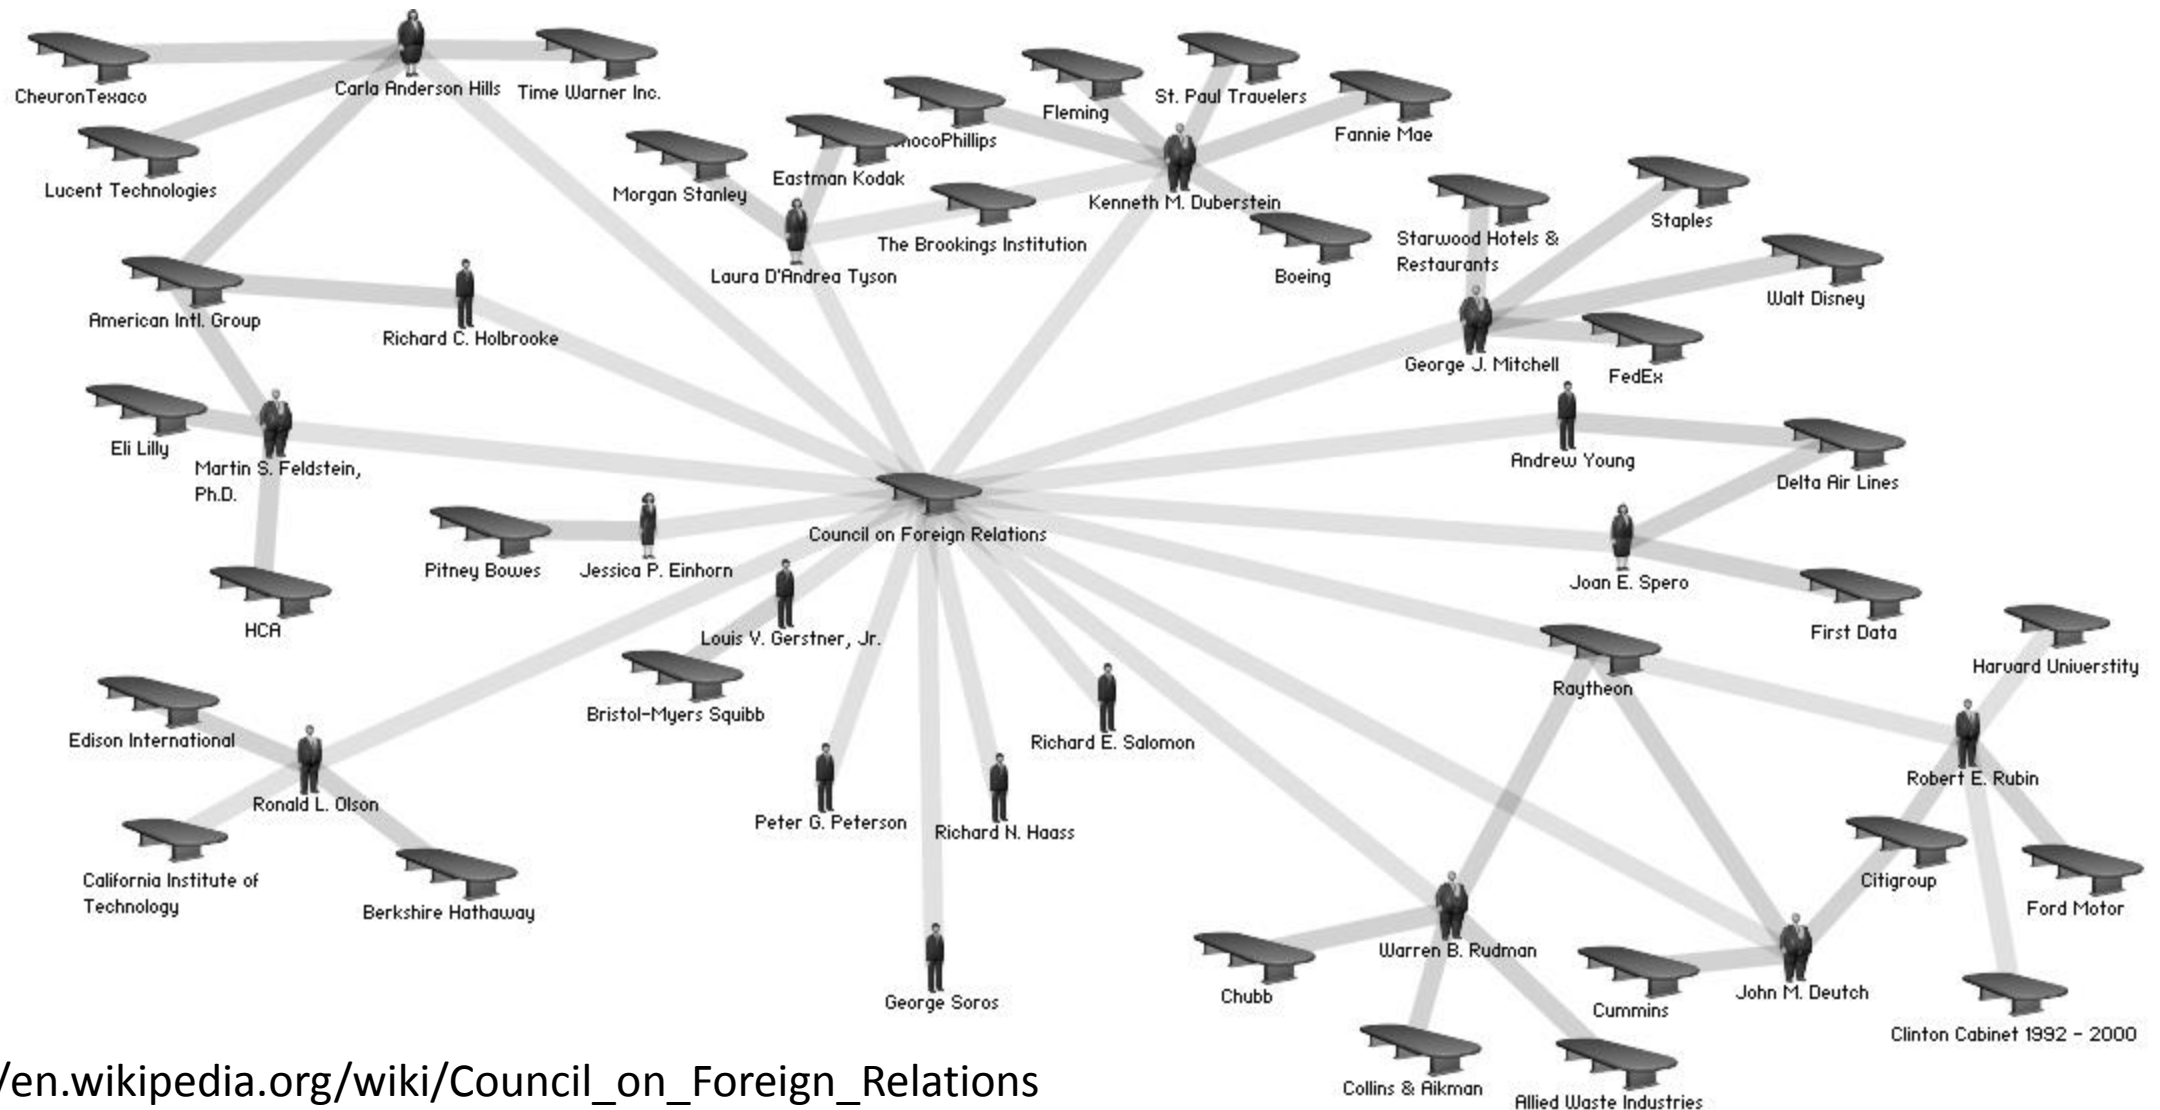 ChevronTexaco
Carla Anderson Hills
Time Warner Inc.
Lucent Technologies
Morgan Stanley
Eastman Kodak
nocoPhillips
Fleming
St. Paul Travelers
Fannie Mae
Kenneth M. Duberstein
The Brookings Institution
Laura D'Andrea Tyson
Boeing
Starwood Hotels &
Restaurants
Staples
Walt Disney
American Intl. Group
Richard C. Holbrooke
George J. Mitchell
FedEx
Eli Lilly
Martin S. Feldstein,
Ph.D.
Andrew Young
Delta Air Lines
Council on Foreign Relations
Pitney Bowes
Jessica P. Einhorn
Joan E. Spero
HCA
Louis V. Gerstner, Jr.
First Data
Harvard Universtity
Raytheon
Bristol-Myers Squibb
Edison International
Richard E. Salomon
Robert E. Rubin
Ronald L. Olson
Peter G. Peterson
Richard N. Haass
California Institute of
Technology
Berkshire Hathaway
Citigroup
Ford Motor
Warren B. Rudman
Chubb
George Soros
Cummins
John M. Deutch
Clinton Cabinet 1992 - 2000
Collins & Aikman
Allied Waste Industries
/en.wikipedia.org/wiki/Council_on_Foreign_Relations